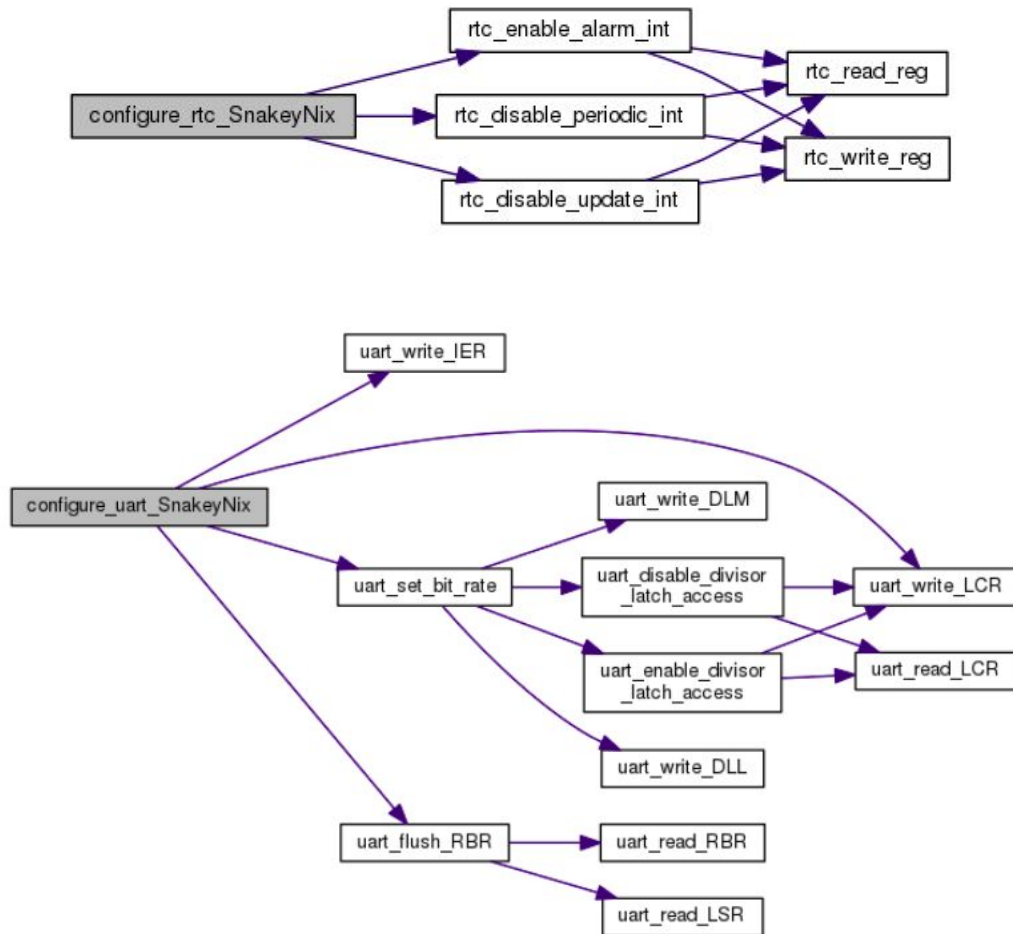 rtc_enable_alarm_int
rtc_read_reg
configure_rtc_SnakeyNix
rtc_disable_periodic_int
rtc_write_reg
rtc_disable_update_int
uart_write_IER
configure_uart_SnakeyNix
uart_write_DLM
uart_set_bit_rate
uart_disable_divisor
_latch_access
uart_write_LCR
uart_enable_divisor
_latch_access
uart_read_LCR
uart_write_DLL
uart_flush_RBR
uart_read_RBR
uart_read_LSR